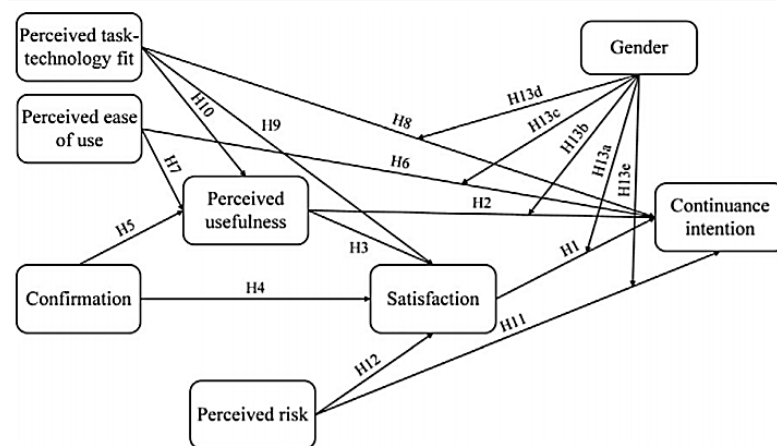 Perceived task-
technology fit
Gender
Perceived ease
of use
H10
H9
H8
H13d
H13c
H13b
H13a
H13e
H7
H6
Perceived
usefulness
H2
Continuance
intention
H5
H3
H1
Confirmation
H4
Satisfaction
H11
H12
Perceived risk